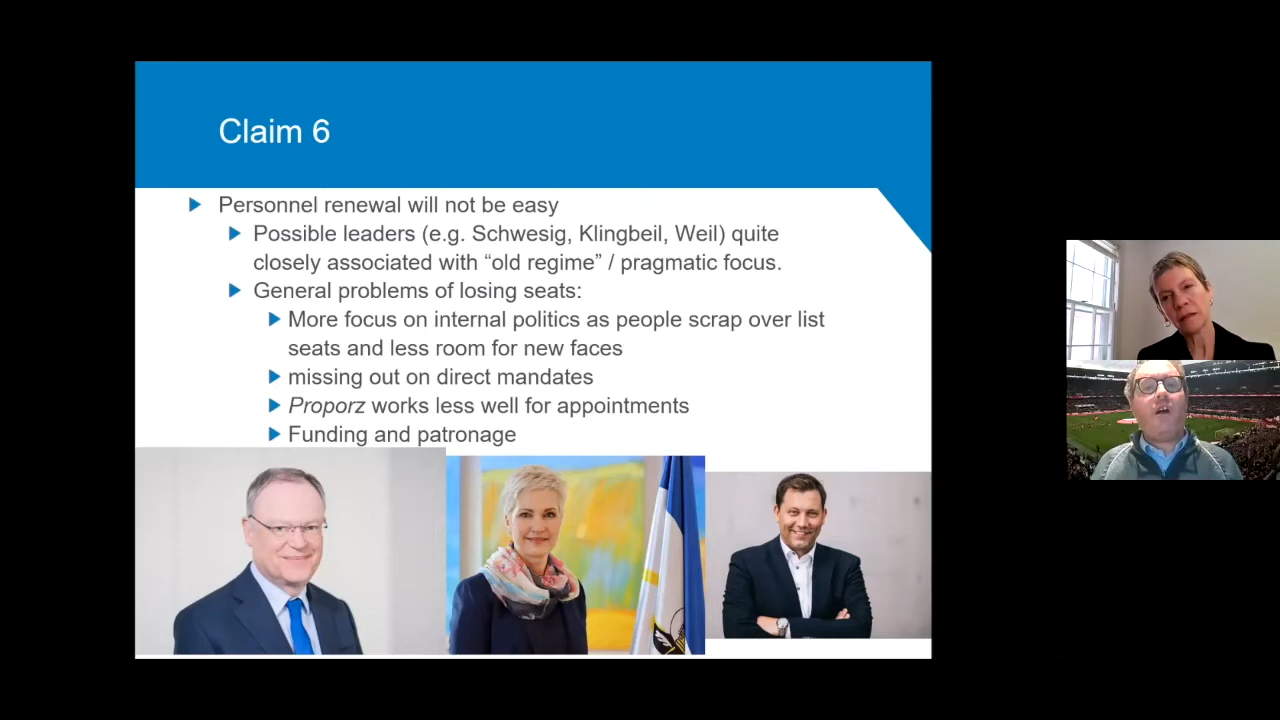 Claim 6
Personnel renewal will not be easy
Possible leaders (e.g. Schwesig, Klingbeil, Weil) quite
closely associated with “old regime” / pragmatic focus.
General problems of losing seats:
More focus on internal politics as people scrap over list
seats and less room for new faces
missing out on direct mandates
Proporz works less well for appointments
Funding and patronage